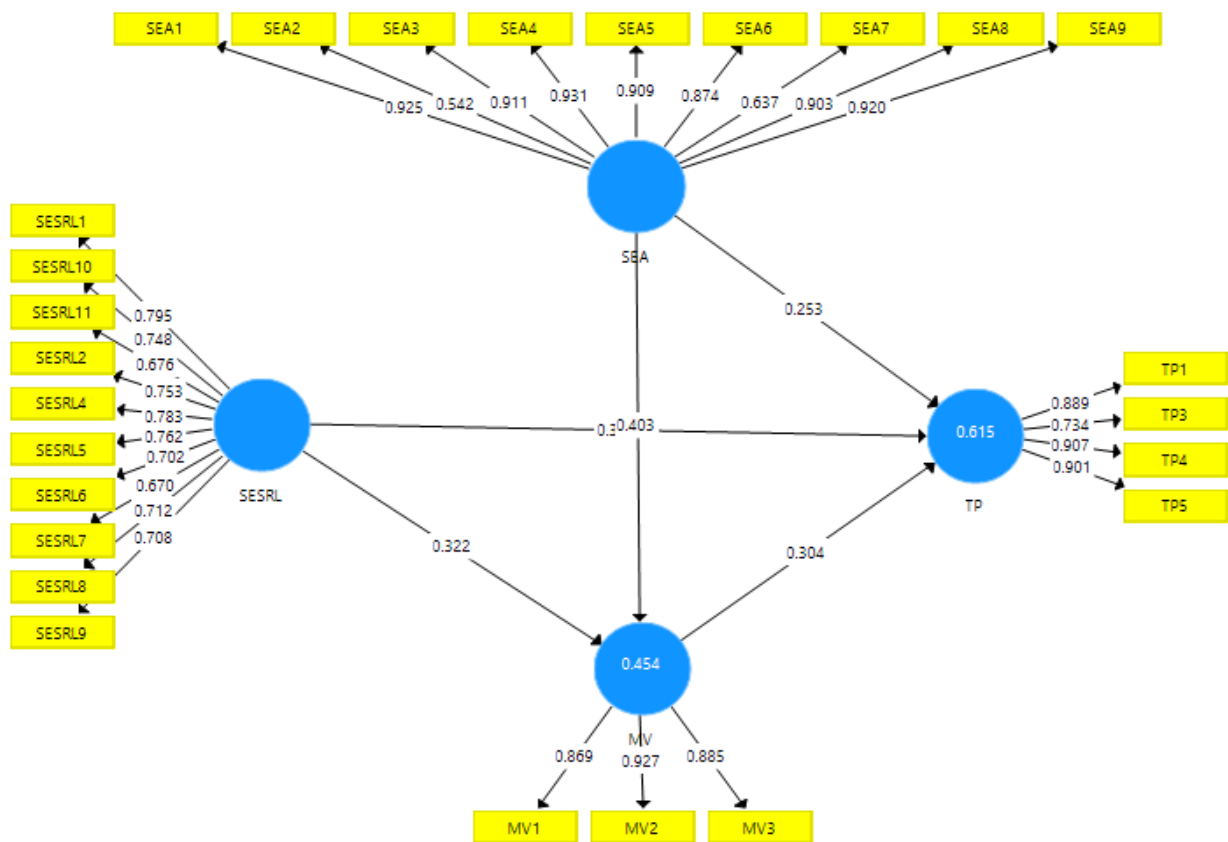 SEA1 SEA2 SEA3 SEA4 SEA5 SEA6 SEA7 SEA8 SEA9
0.925 0.542 0.911 0.931 0.909 0.874 0.637 0.903 0.920
SEA
SESRL1
SESRL10
SESRL11
SESRL2
SESRL4
SESRL5
SESRL6
SESRL7
SESRL8
SESRL9
0.795
0.748
0.676
0.753
0.783
0.762
0.702
0.670
0.712
0.708
SESRL
0.253
0.403
0.322
0.304
0.615
TP
0.889
0.734
0.907
0.901
TP1
TP3
TP4
TP5
0.454
MV
0.869 0.927 0.885
MV1 MV2 MV3